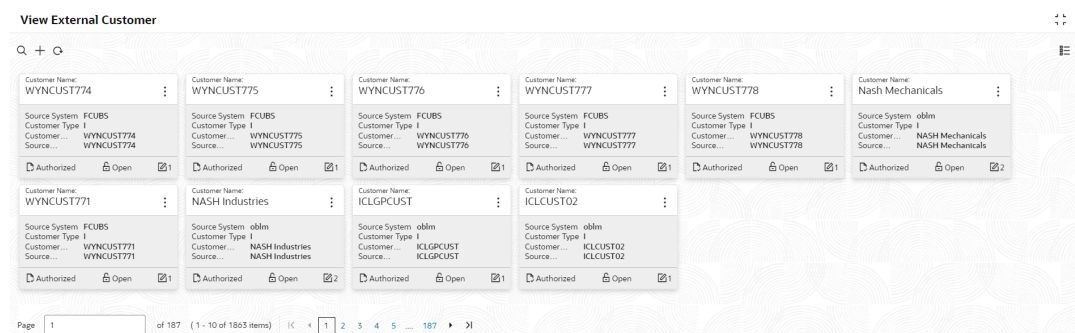 View External Customer
Customer Name:
WYNCUST774
Source System FCUBS
Customer Type I
Customer... WYNCUST774
Source... WYNCUST774
Authorized Open 1
Customer Name:
WYNCUST775
Source System FCUBS
Customer Type I
Customer... WYNCUST775
Source... WYNCUST775
Authorized Open 1
Customer Name:
WYNCUST776
Source System FCUBS
Customer Type I
Customer... WYNCUST776
Source... WYNCUST776
Authorized Open 1
Customer Name:
WYNCUST777
Source System FCUBS
Customer Type I
Customer... WYNCUST777
Source... WYNCUST777
Authorized Open 1
Customer Name:
WYNCUST778
Source System FCUBS
Customer Type I
Customer... WYNCUST778
Source... WYNCUST778
Authorized Open 1
Customer Name:
Nash Mechanicals
Source System oblm
Customer Type I
Customer... NASH Mechanicals
Source... NASH Mechanicals
Authorized Open 2
Customer Name:
WYNCUST771
Source System FCUBS
Customer Type I
Customer... WYNCUST771
Source... WYNCUST771
Authorized Open 1
Customer Name:
NASH Industries
Source System oblm
Customer Type I
Customer... NASH Industries
Source... NASH Industries
Authorized Open 2
Customer Name:
ICLGPCUST
Source System oblm
Customer Type I
Customer... ICLGPCUST
Source... ICLGPCUST
Authorized Open 1
Customer Name:
ICLCUST02
Source System oblm
Customer Type I
Customer... ICLCUST02
Source... ICLCUST02
Authorized Open 1
Page 1 of 187 (1 - 10 of 1863 items) 1 2 3 4 5 ... 187